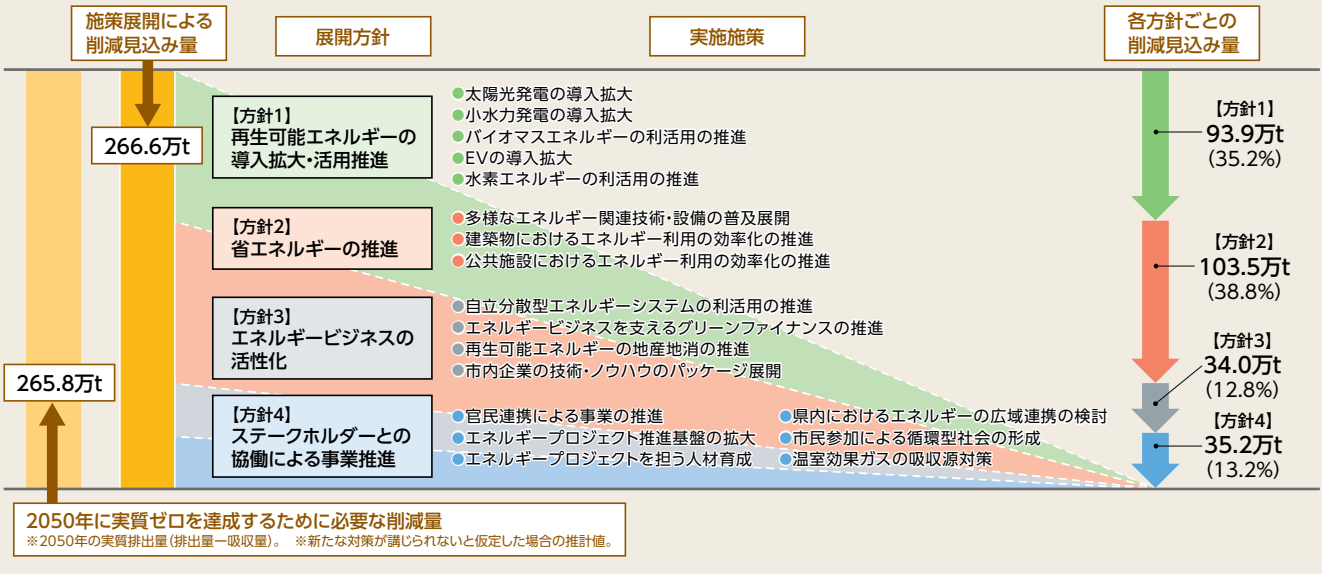 施策展開による
削減見込み量
展開方針
実施施策
各方針ごとの
削減見込み量
266.6万t
265.8万t
【方針1】
再生可能エネルギーの
導入拡大・活用推進
●太陽光発電の導入拡大
●小水力発電の導入拡大
●バイオマスエネルギーの利活用の推進
●EVの導入拡大
●水素エネルギーの利活用の推進
【方針1】
93.9万t
(35.2%)
【方針2】
省エネルギーの推進
●多様なエネルギー関連技術・設備の普及展開
●建築物におけるエネルギー利用の効率化の推進
●公共施設におけるエネルギー利用の効率化の推進
【方針2】
103.5万t
(38.8%)
【方針3】
エネルギービジネスの
活性化
●自立分散型エネルギーシステムの利活用の推進
●エネルギービジネスを支えるグリーンファイナンスの推進
●再生可能エネルギーの地産地消の推進
●市内企業の技術・ノウハウのパッケージ展開
【方針3】
34.0万t
(12.8%)
【方針4】
ステークホルダーとの
協働による事業推進
●官民連携による事業の推進
●エネルギープロジェクト推進基盤の拡大
●エネルギープロジェクトを担う人材育成
●県内におけるエネルギーの広域連携の検討
●市民参加による循環型社会の形成
●温室効果ガスの吸収源対策
【方針4】
35.2万t
(13.2%)
2050年に実質ゼロを達成するために必要な削減量
※2050年の実質排出量(排出量ー吸収量)。 ※新たな対策が講じられないと仮定した場合の推計値。